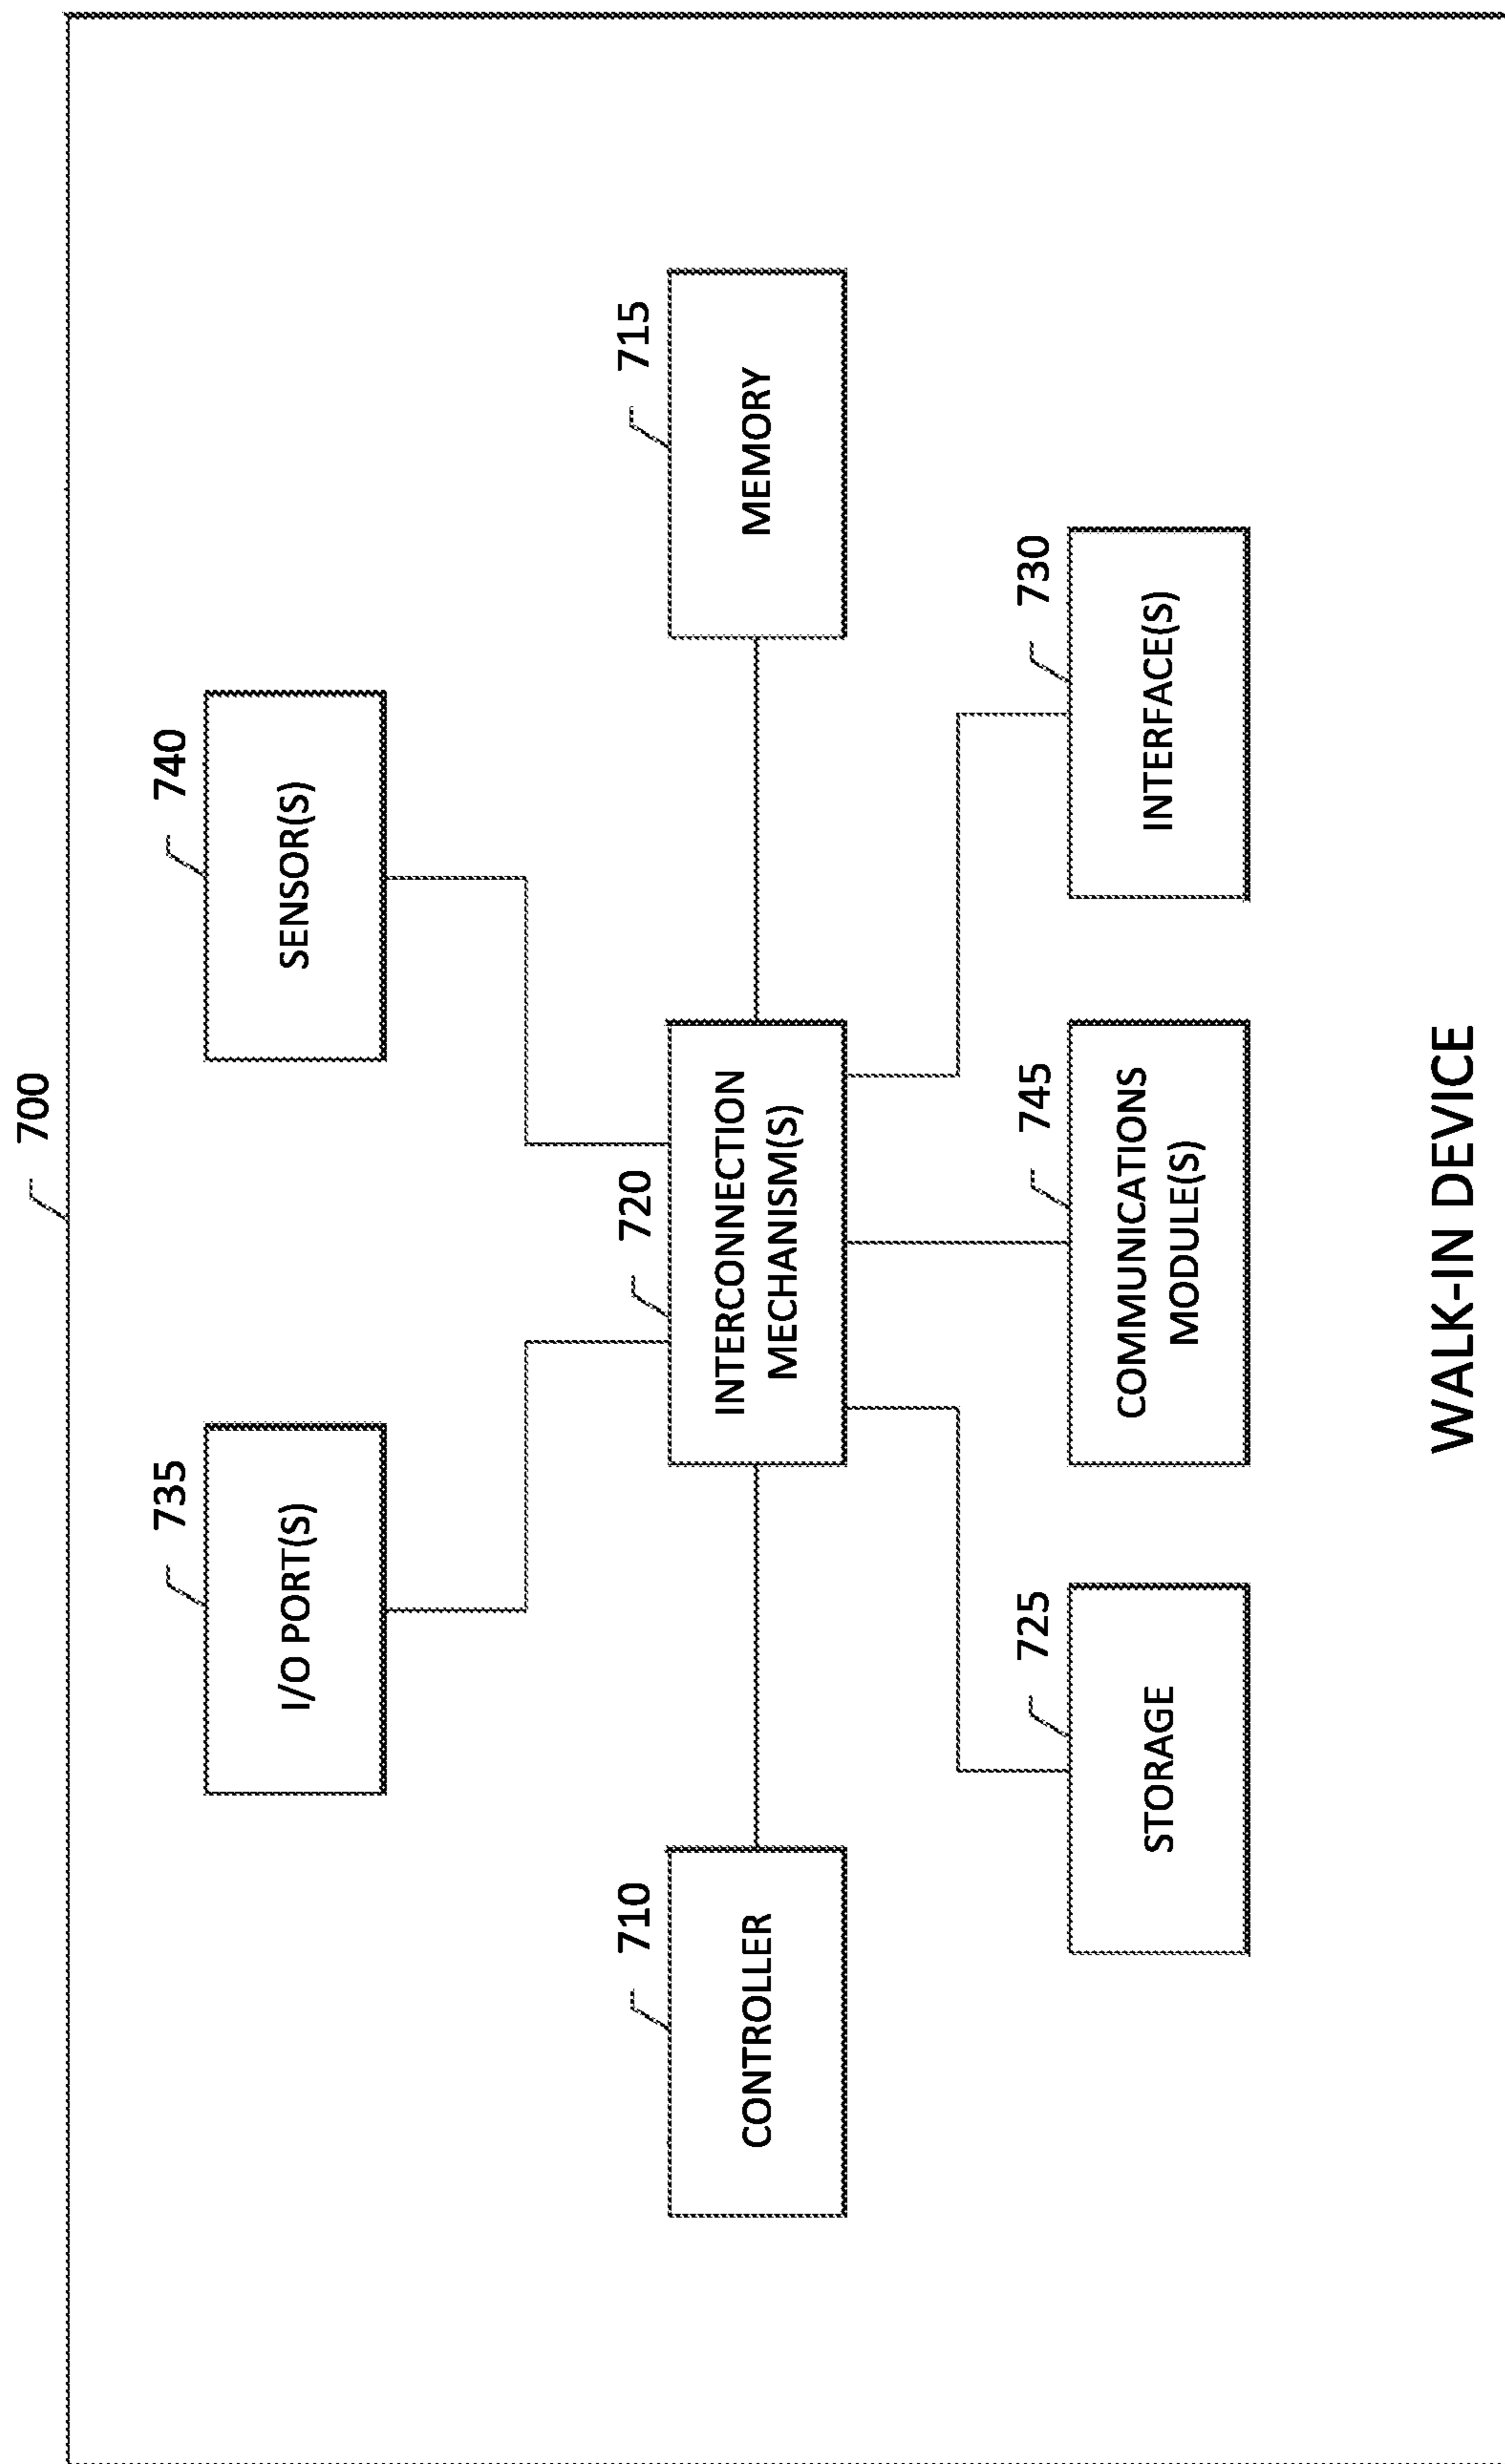 700
735
I/O PORT(S)
740
SENSOR(S)
710
CONTROLLER
720
INTERCONNECTION
MECHANISM(S)
715
MEMORY
725
STORAGE
745
COMMUNICATIONS
MODULE(S)
730
INTERFACE(S)
WALK-IN DEVICE